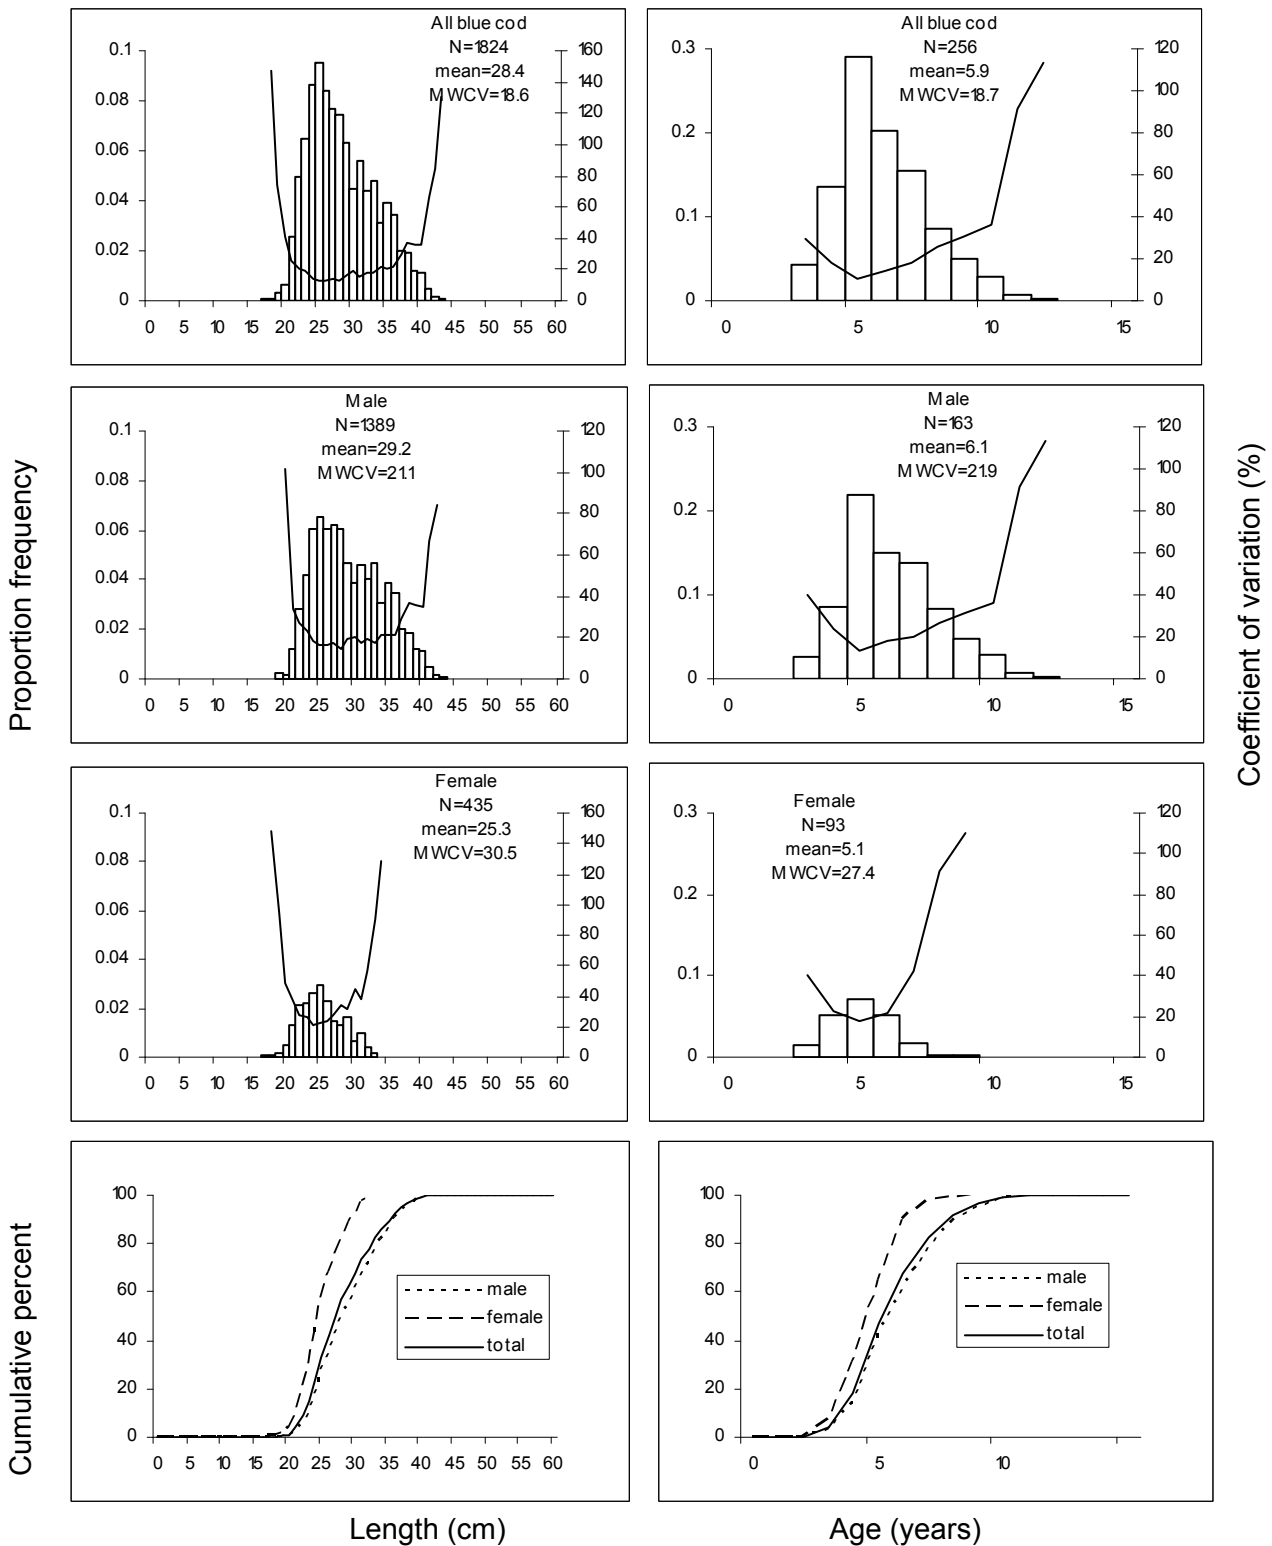 All blue cod
N=1824
mean=28.4
MWCV=18.6
0.1
0.08
0.06
0.04
0.02
0
160
140
120
100
80
60
40
20
0
0 5 10 15 20 25 30 35 40 45 50 55 60
All blue cod
N=256
mean=5.9
MWCV=18.7
0.3
0.2
0.1
0
120
100
80
60
40
20
0
0 5 10 15
Male
N=1389
mean=29.2
MWCV=21.1
0.1
0.08
0.06
0.04
0.02
0
120
100
80
60
40
20
0
0 5 10 15 20 25 30 35 40 45 50 55 60
Male
N=163
mean=6.1
MWCV=21.9
0.3
0.2
0.1
0
120
100
80
60
40
20
0
0 5 10 15
Proportion frequency
Coefficient of variation (%)
Female
N=435
mean=25.3
MWCV=30.5
0.1
0.08
0.06
0.04
0.02
0
160
140
120
100
80
60
40
20
0
0 5 10 15 20 25 30 35 40 45 50 55 60
Female
N=93
mean=5.1
MWCV=27.4
0.3
0.2
0.1
0
120
100
80
60
40
20
0
0 5 10 15
Cumulative percent
100
80
60
40
20
0
male
female
total
0 5 10 15 20 25 30 35 40 45 50 55 60
100
80
60
40
20
0
male
female
total
0 5 10
Length (cm)
Age (years)